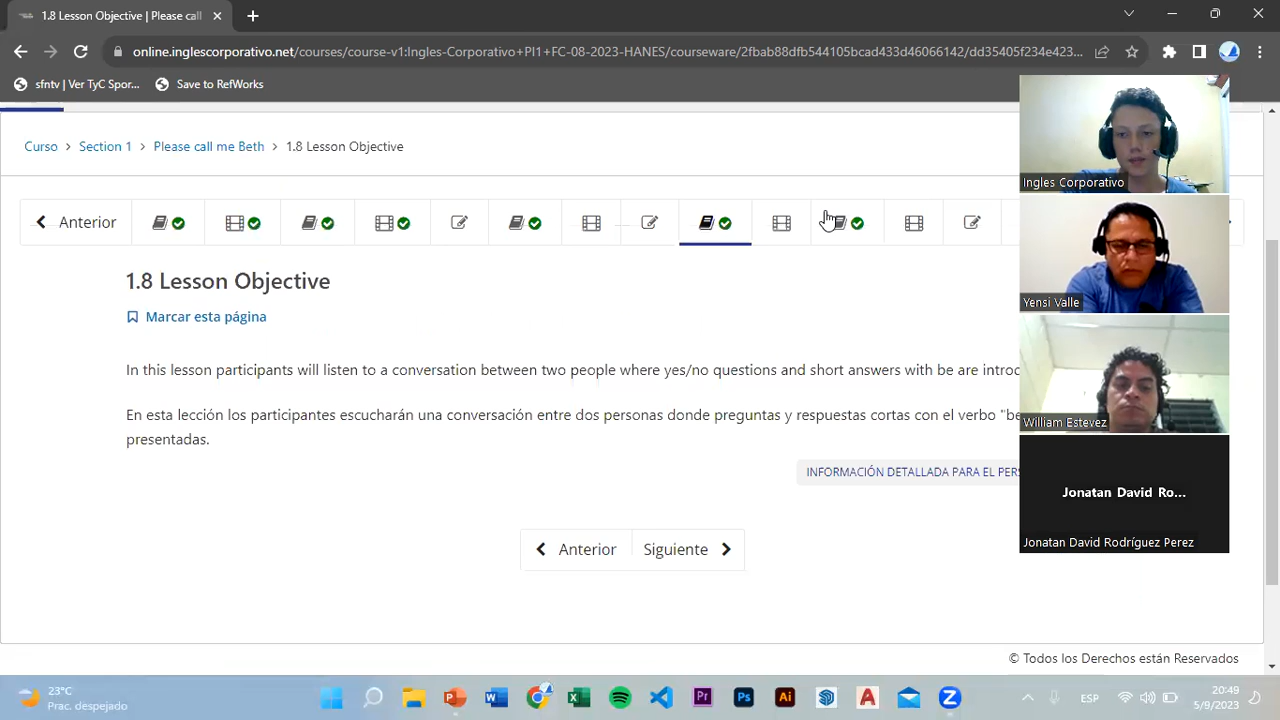 1.8 Lesson Objective | Please call
online.inglescorporativo.net/courses/course-v1:Ingles-Corporativo+PI1+FC-08-2023-HANES/courseware/2fbab88dfb544105bcad433d46066142/dd35405f234e423...
sfntv | Ver TyC Spor...
Save to RefWorks
Curso > Section 1 > Please call me Beth > 1.8 Lesson Objective
Anterior
1.8 Lesson Objective
Marcar esta página
In this lesson participants will listen to a conversation between two people where yes/no questions and short answers with be are introc
En esta lección los participantes escucharán una conversación entre dos personas donde preguntas y respuestas cortas con el verbo "be
presentadas.
INFORMACIÓN DETALLADA PARA EL PERS
Anterior
Siguiente
© Todos los Derechos están Reservados
Ingles Corporativo
Yensi Valle
William Estevez
Jonatan David Ro...
Jonatan David Rodríguez Perez
23°C
Prac. despejado
ESP
20:49
5/9/2023